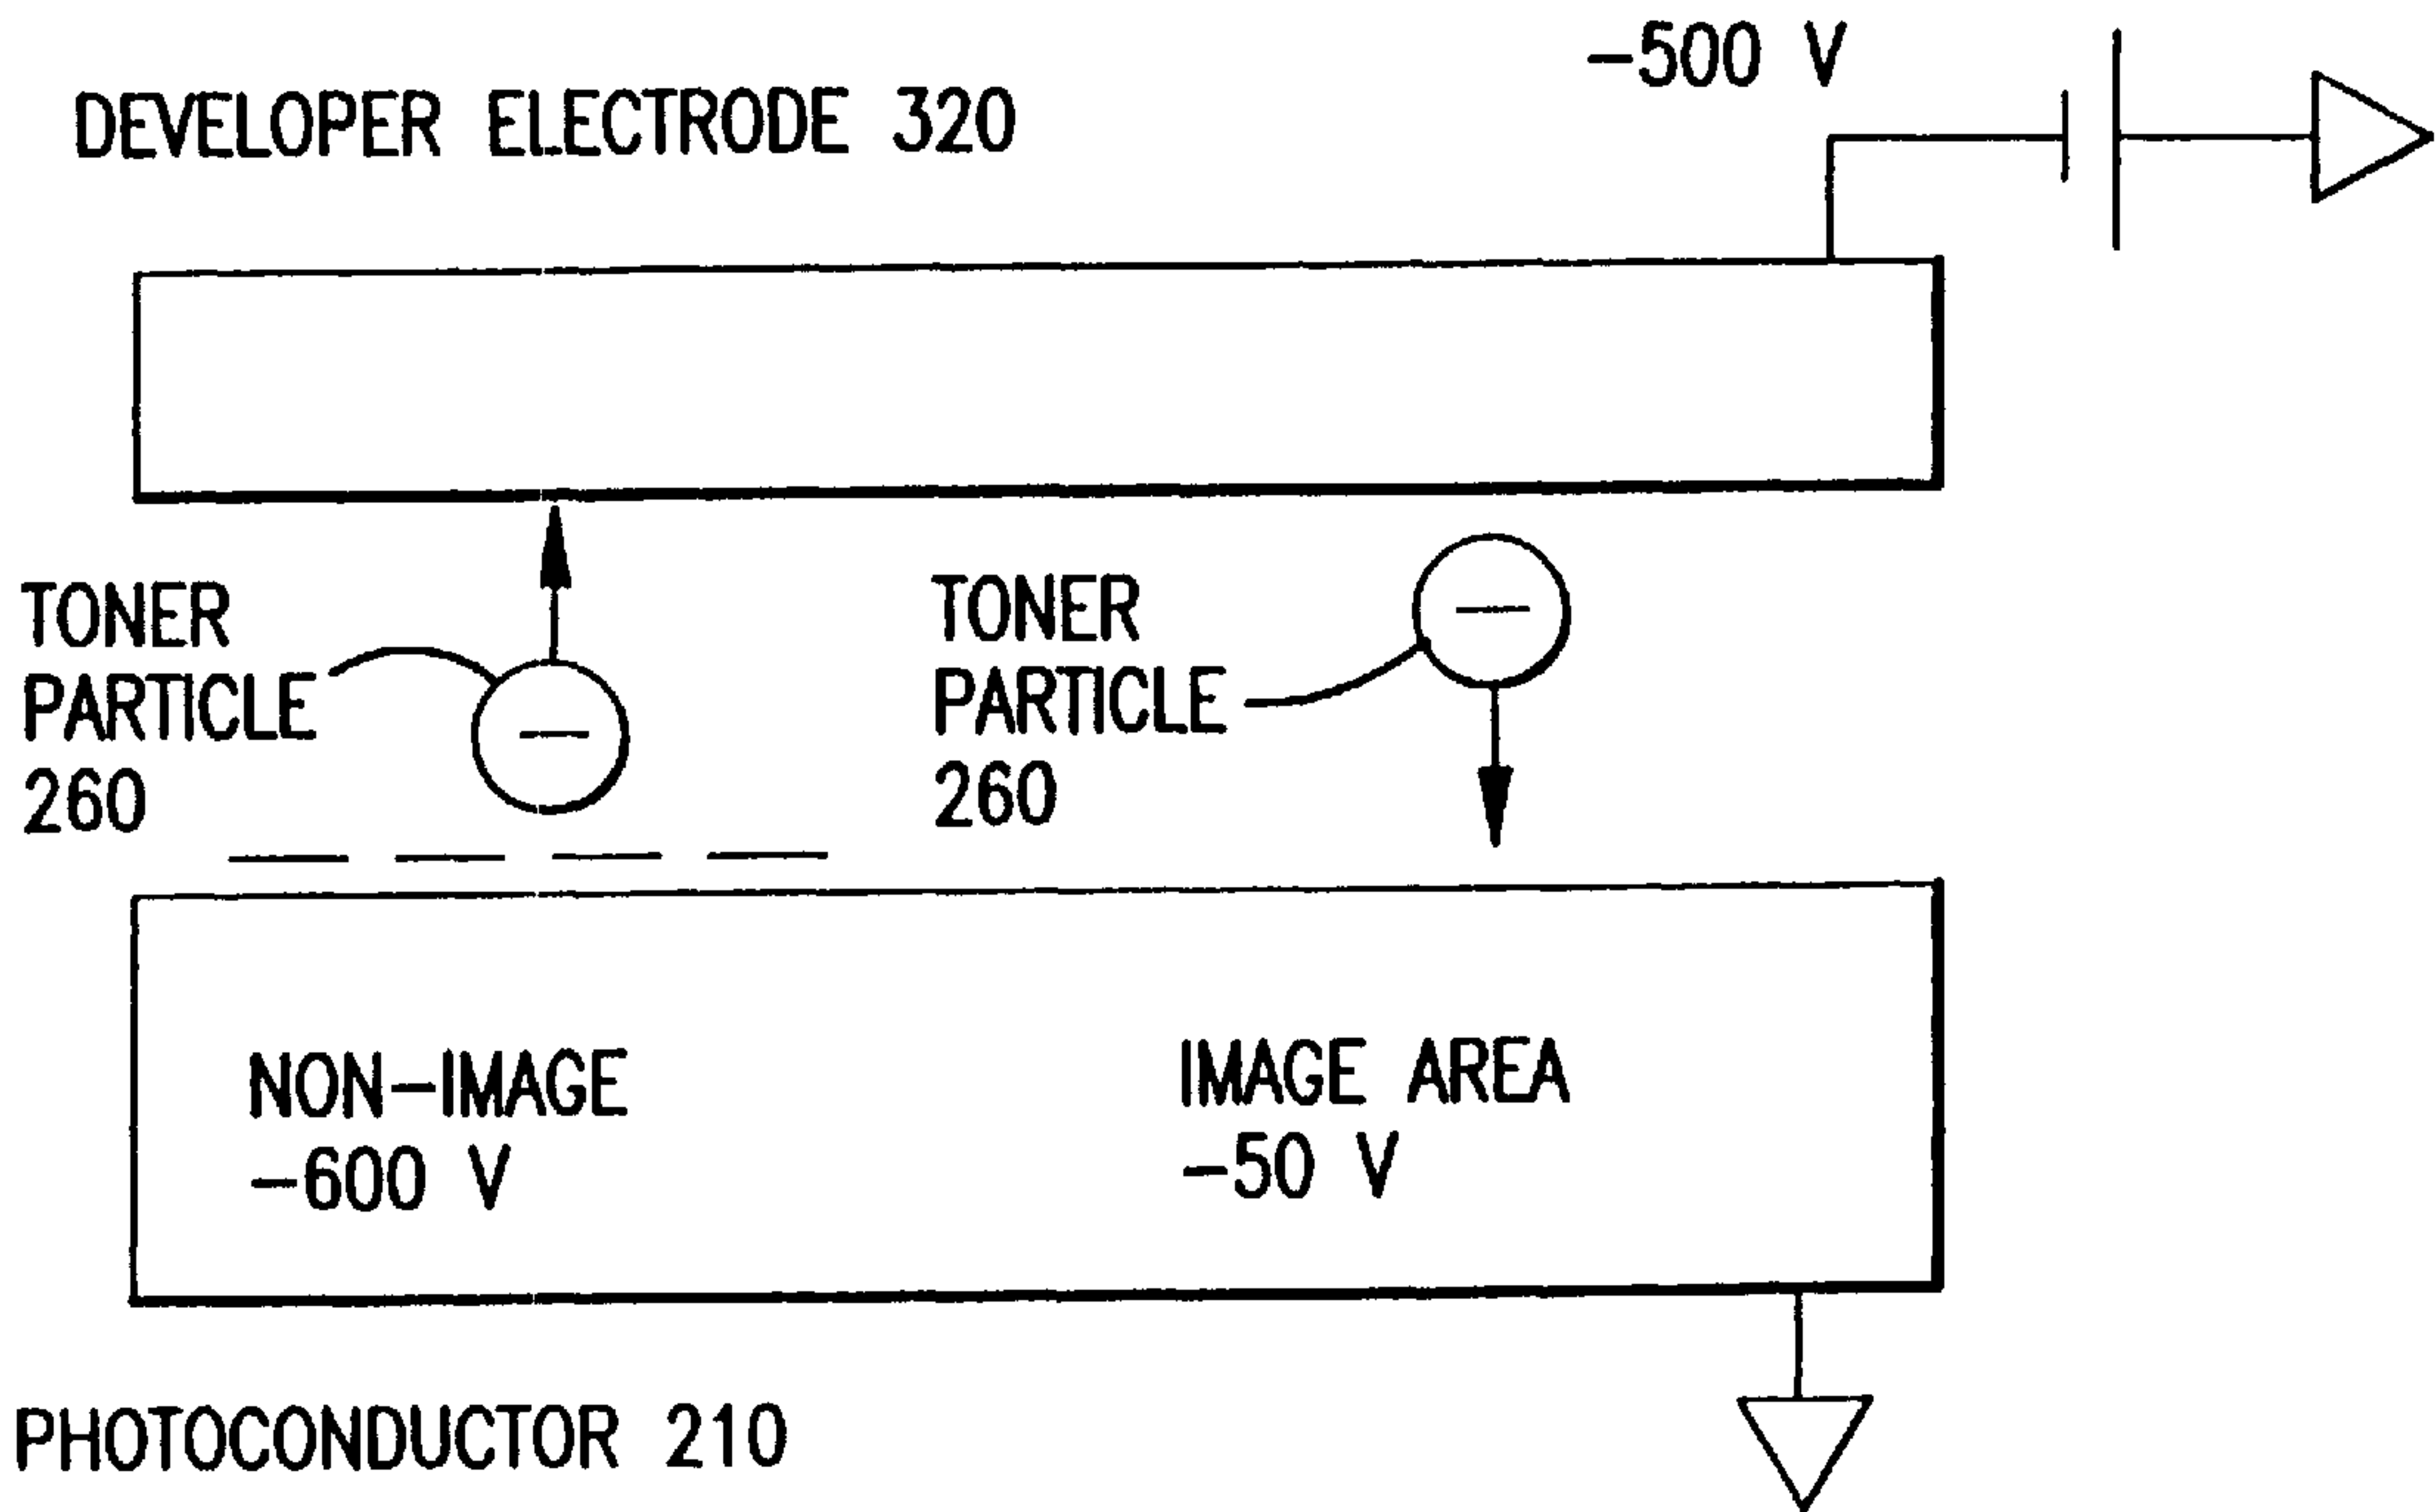 -500 V
DEVELOPER ELECTRODE 320
TONER
PARTICLE
260
TONER
PARTICLE
260
NON-IMAGE
-600 V
IMAGE AREA
-50 V
PHOTOCONDUCTOR 210